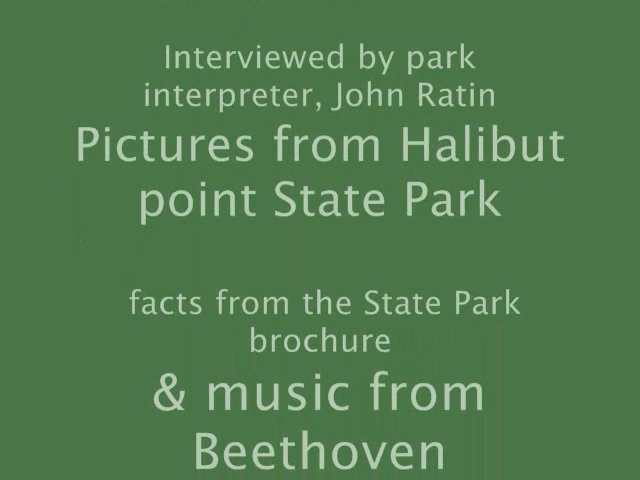 Interviewed by park
interpreter, John Ratin
Pictures from Halibut
point State Park
facts from the State Park
brochure
& music from
Beethoven